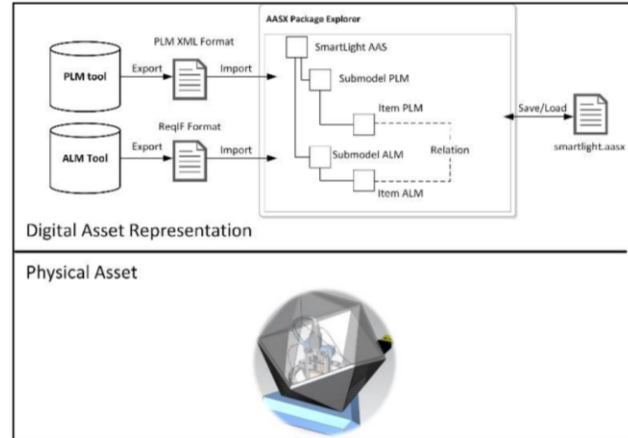 AASX Package Explorer
PLM XML Format
SmartLight AAS
PLM tool
Export
Import
Submodel PLM
Item PLM
ReqIF Format
Save/Load
ALM Tool
Export
Import
Submodel ALM
Relation
smartlight.aasx
Item ALM
Digital Asset Representation
Physical Asset